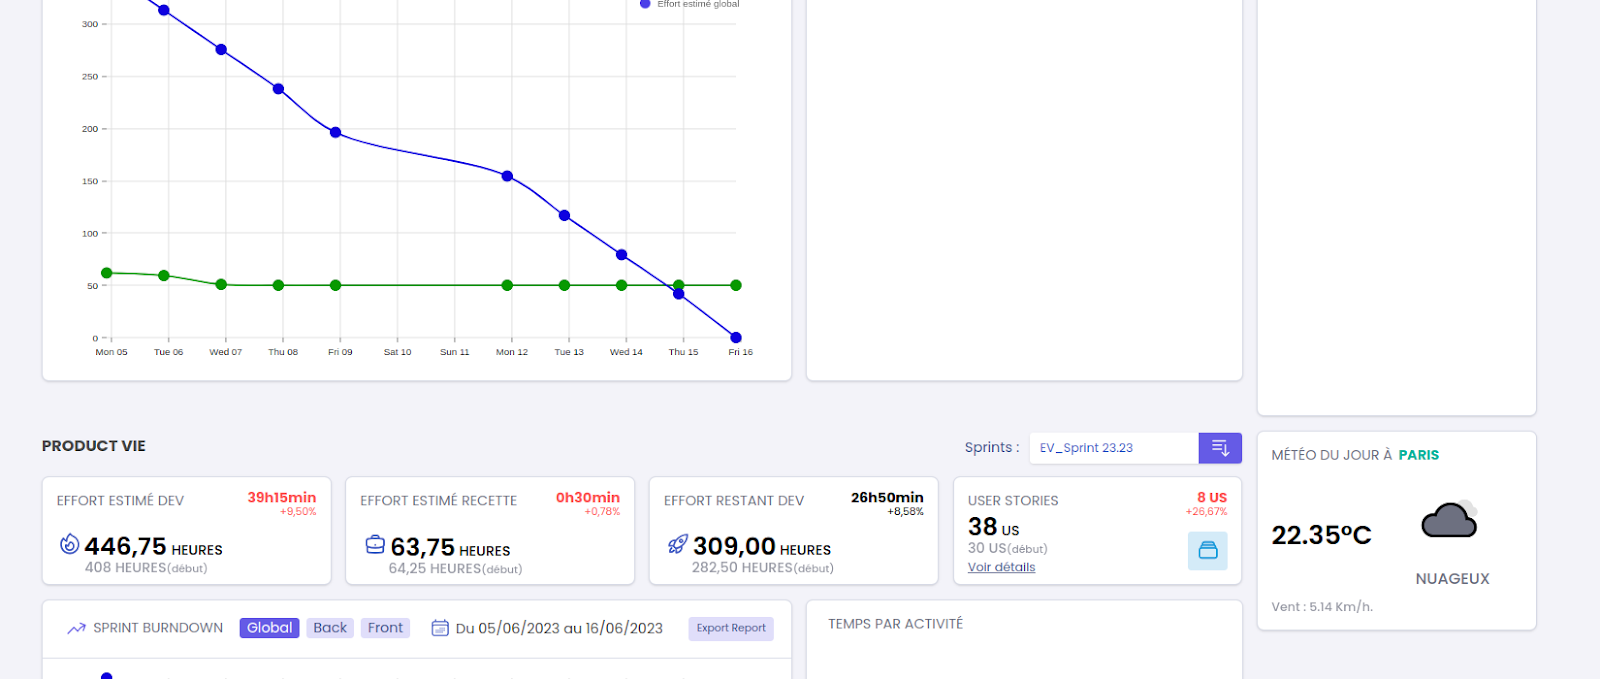 Effort estimé global
300
250
200
150
100
50
0
Mon 05 Tue 06 Wed 07 Thu 08 Fri 09 Sat 10 Sun 11 Mon 12 Tue 13 Wed 14 Thu 15 Fri 16
PRODUCT VIE
Sprints : EV_Sprint 23.23
EFFORT ESTIMÉ DEV 39h15min
+9,50%
446,75 HEURES
408 HEURES(début)
EFFORT ESTIMÉ RECETTE 0h30min
+0,78%
63,75 HEURES
64,25 HEURES(début)
EFFORT RESTANT DEV 26h50min
+8,58%
309,00 HEURES
282,50 HEURES(début)
USER STORIES 8 US
+26,67%
38 US
30 US(début)
Voir détails
MÉTÉO DU JOUR À PARIS
22.35°C
NUAGEUX
Vent : 5.14 Km/h.
SPRINT BURNDOWN Global Back Front Du 05/06/2023 au 16/06/2023 Export Report
TEMPS PAR ACTIVITÉ